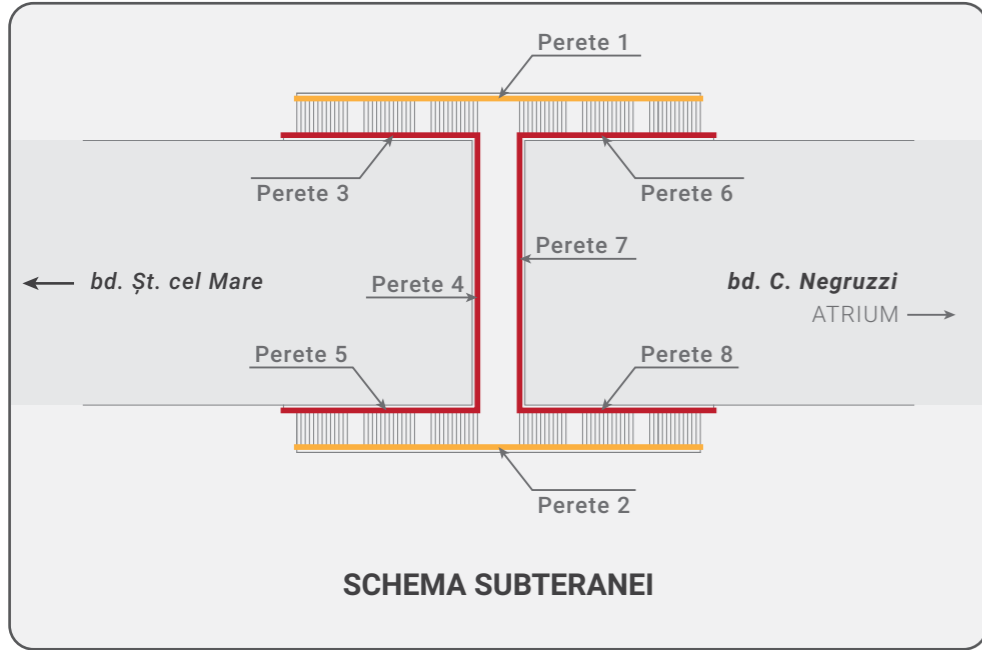 Perete 1
Perete 3
Perete 6
Perete 7
bd. Șt. cel Mare
Perete 4
bd. C. Negruzzi
ATRIUM
Perete 5
Perete 8
Perete 2
SCHEMA SUBTERANEI